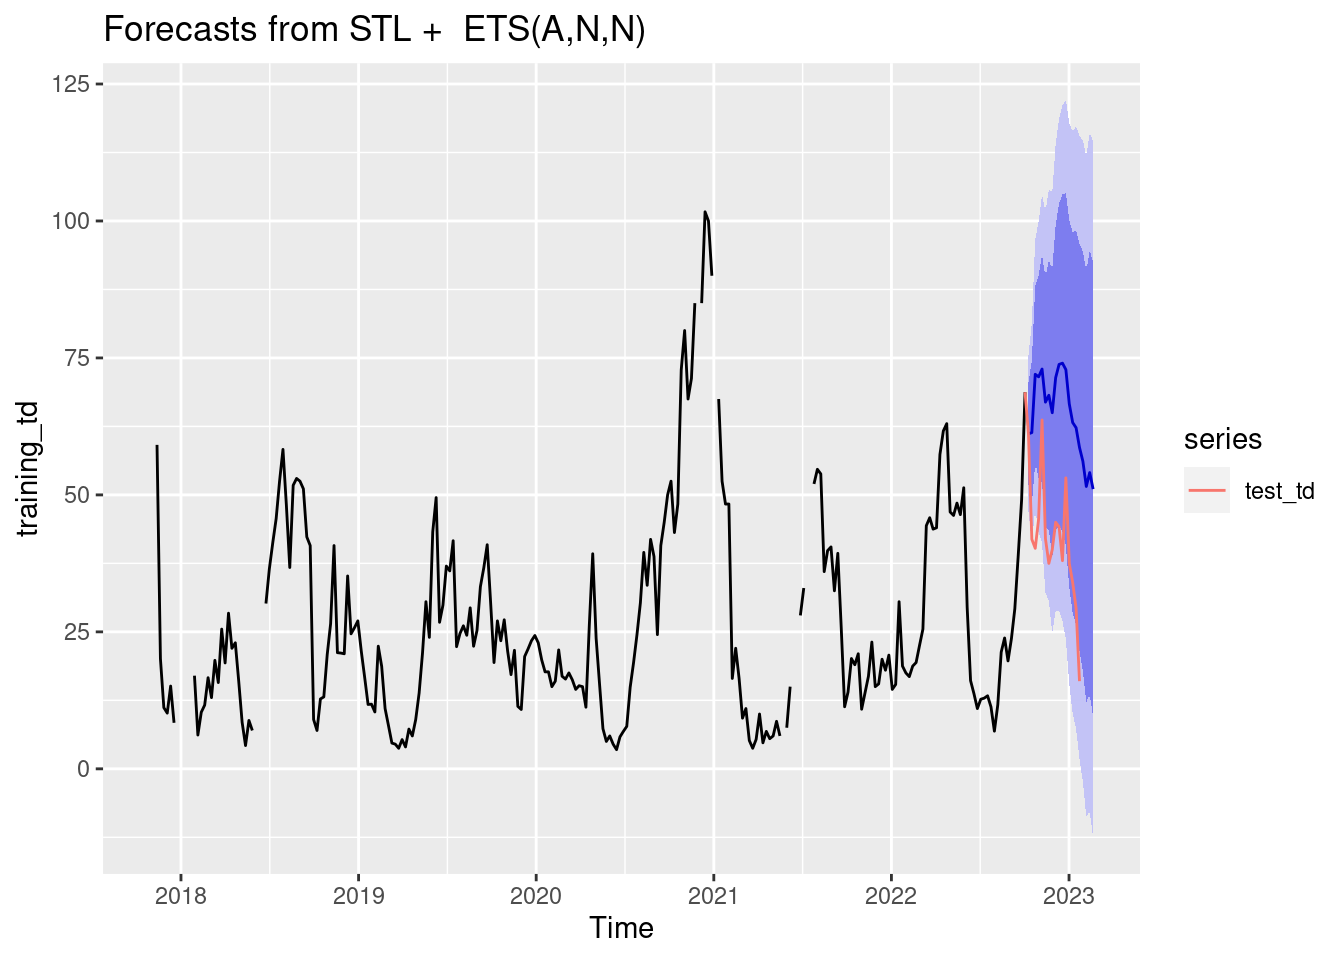 Forecasts from STL +  ETS(A,N,N)
125
100
75
50
25
0
training_td
2018
2019
2020
2021
2022
2023
Time
series
test_td